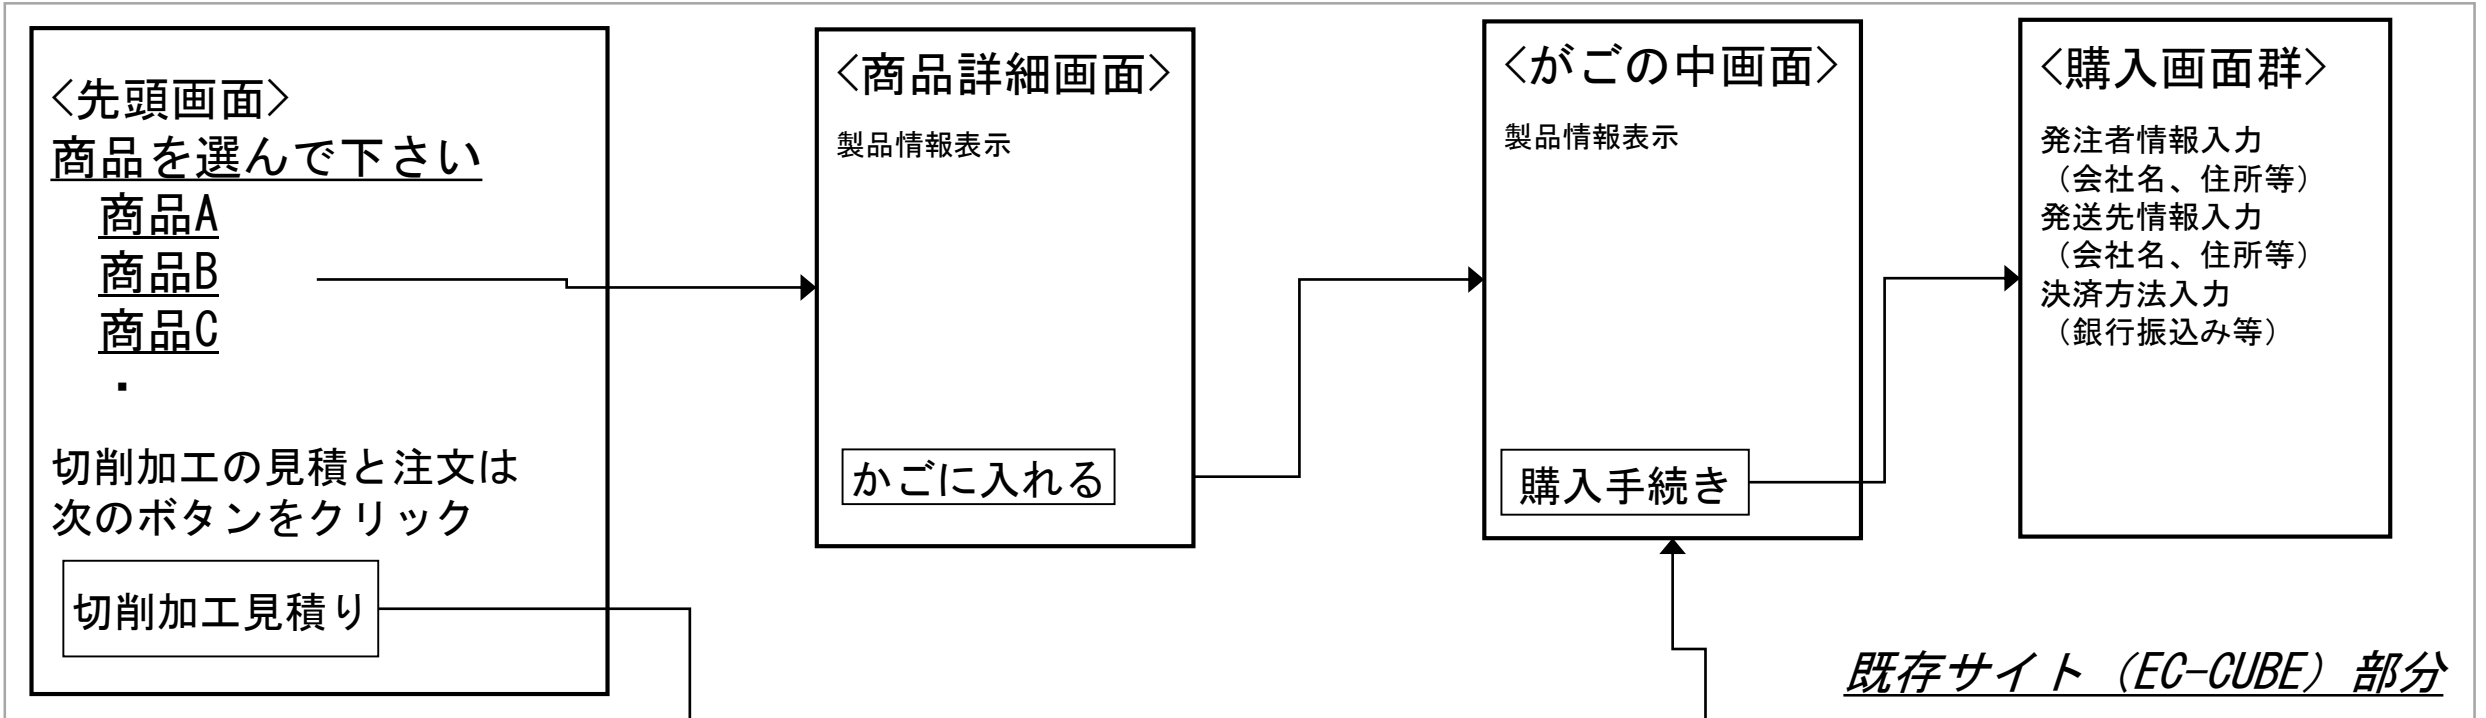 <先頭画面>
商品を選んで下さい
商品A
商品B
商品C
・
切削加工の見積と注文は
次のボタンをクリック
切削加工見積り
<商品詳細画面>
製品情報表示
かごに入れる
<がごの中画面>
製品情報表示
購入手続き
<購入画面群>
発注者情報入力
（会社名、住所等）
発送先情報入力
（会社名、住所等）
決済方法入力
（銀行振込み等）
既存サイト（EC-CUBE）部分